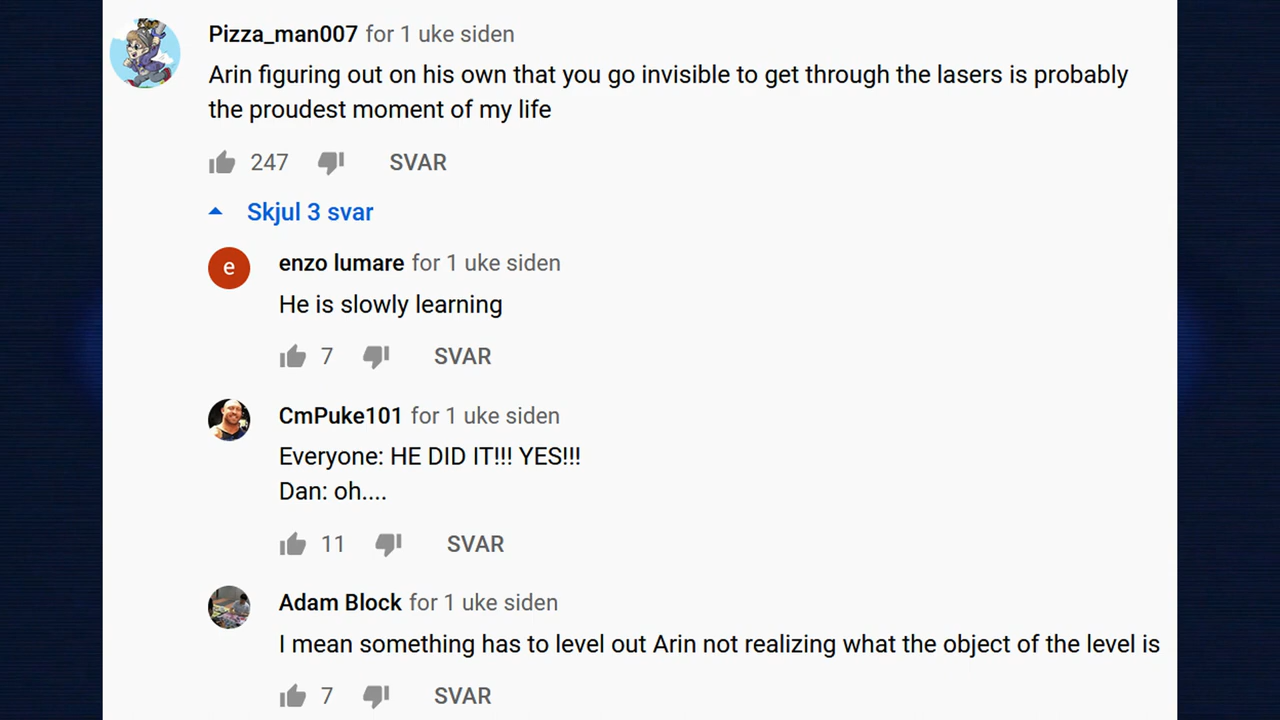 Pizza_man007 for 1 uke siden
Arin figuring out on his own that you go invisible to get through the lasers is probably
the proudest moment of my life
247 SVAR
Skjul 3 svar
e
enzo lumare for 1 uke siden
He is slowly learning
7 SVAR
CmPuke101 for 1 uke siden
Everyone: HE DID IT!!! YES!!!
Dan: oh....
11 SVAR
Adam Block for 1 uke siden
I mean something has to level out Arin not realizing what the object of the level is
7 SVAR